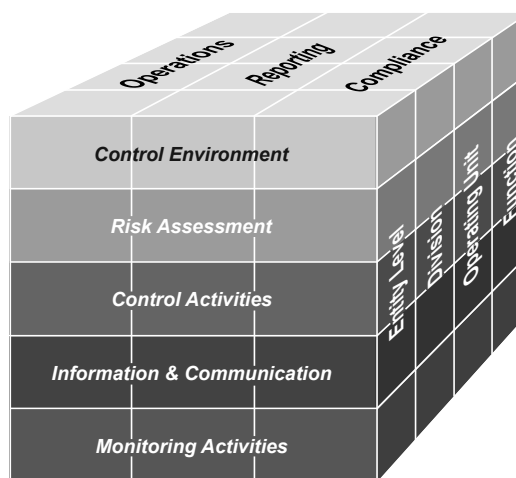 Operations
Reporting
Compliance
Control Environment
Risk Assessment
Control Activities
Information & Communication
Monitoring Activities
Entity Level
Division
Operating Unit
Function